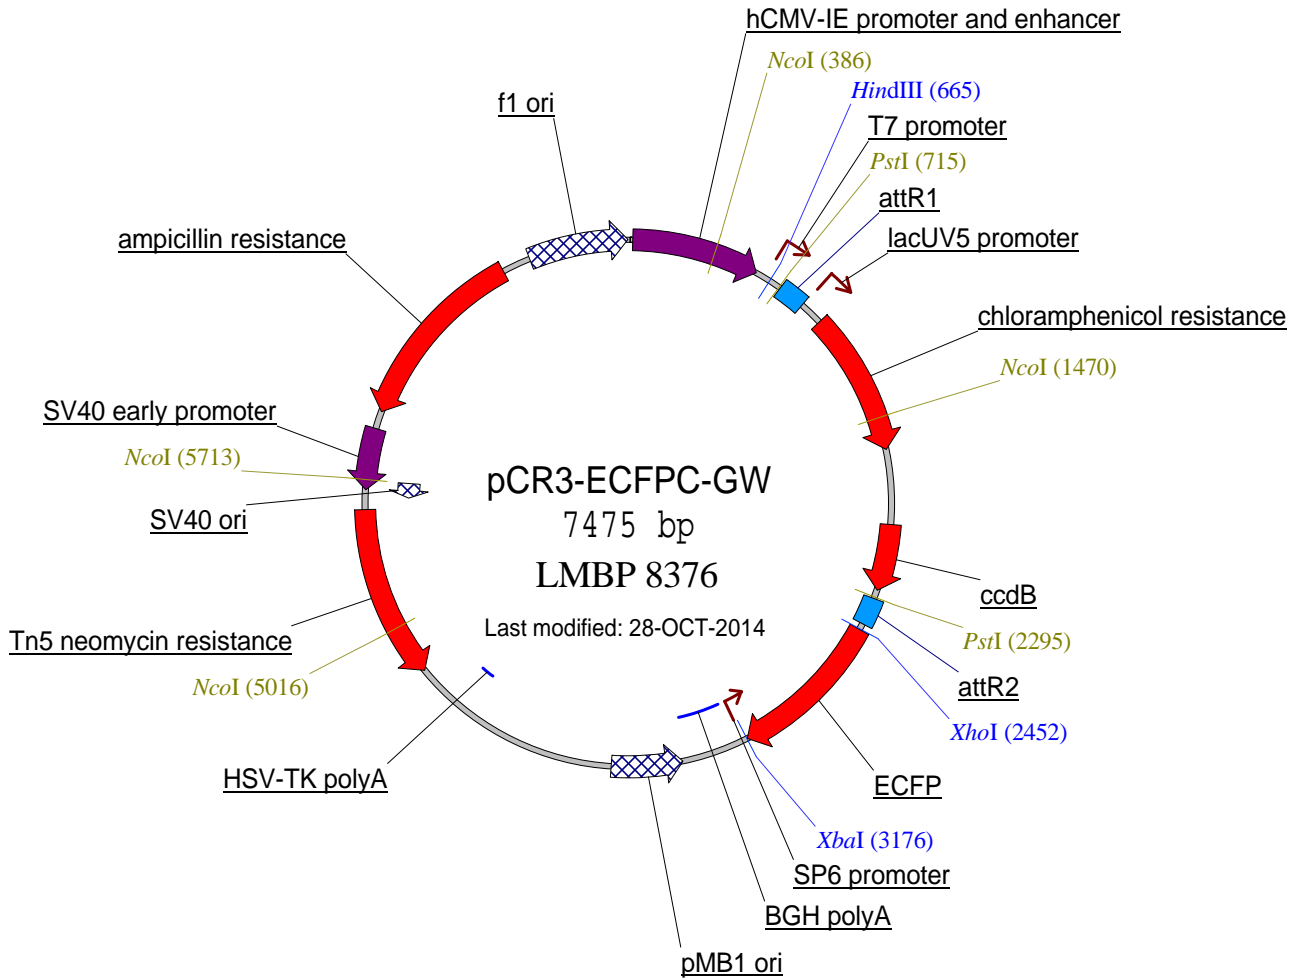 hCMV-IE promoter and enhancer
NcoI (386)
HindIII (665)
f1 ori
T7 promoter
PstI (715)
attR1
ampicillin resistance
lacUV5 promoter
chloramphenicol resistance
NcoI (1470)
SV40 early promoter
NcoI (5713)
pCR3-ECFPC-GW
7475 bp
SV40 ori
LMBP 8376
ccdB
Last modified: 28-OCT-2014
Tn5 neomycin resistance
PstI (2295)
NcoI (5016)
attR2
XhoI (2452)
HSV-TK polyA
ECFP
XbaI (3176)
SP6 promoter
BGH polyA
pMB1 ori